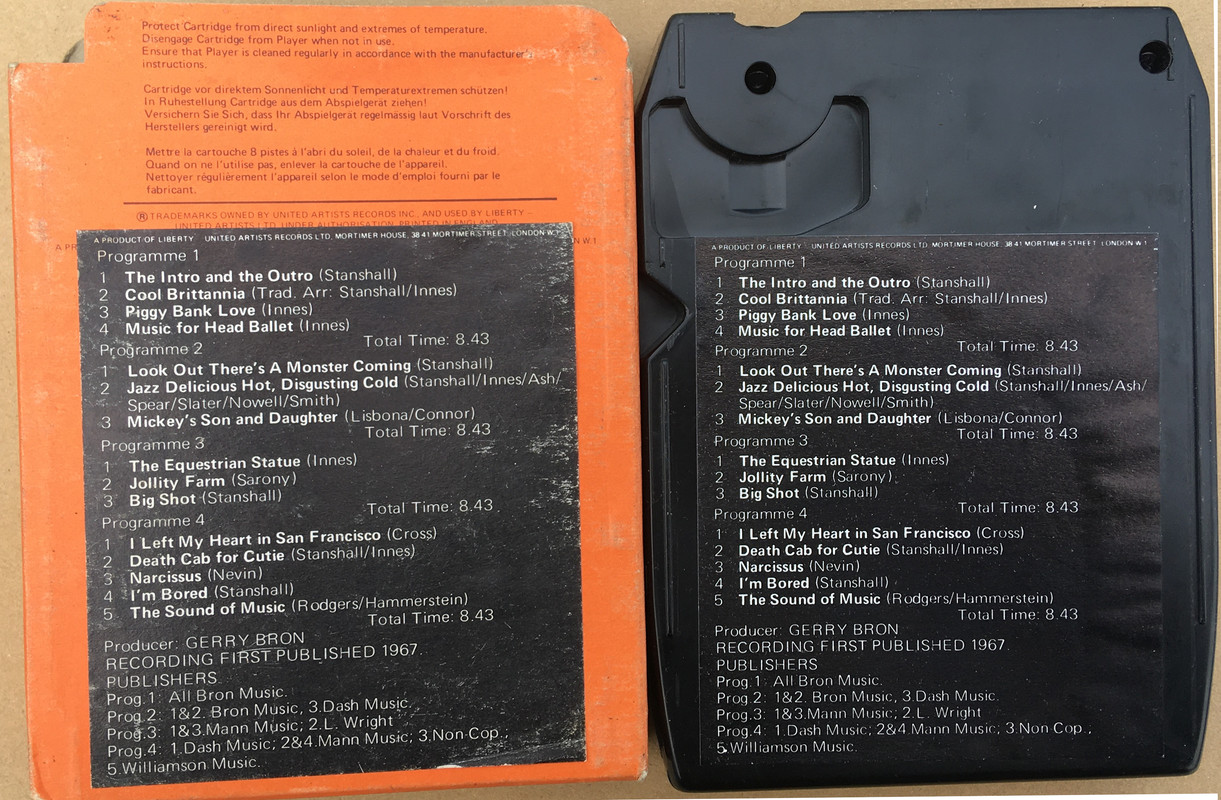 Protect Cartridge from direct sunlight and extremes of temperature.
Disengage Cartridge from Player when not in use.
Ensure that Player is cleaned regularly in accordance with the manufacturer
instructions.
Cartridge vor direktem Sonnenlicht und Temperaturextremen schützen!
In Ruhestellung Cartridge aus dem Abspielgerät ziehen!
Versichern Sie Sich, dass Ihr Abspielgerät regelmässig laut Vorschrift des
Herstellers gereinigt wird.
Mettre la cartouche 8 pistes à l'abri du soleil, de la chaleur et du froid.
Quand on ne l'utilise pas, enlever la cartouche de l'appareil.
Nettoyer régulièrement l'appareil selon le mode d'emploi fourni par le
fabricant.
® TRADEMARKS OWNED BY UNITED ARTISTS RECORDS INC., AND USED BY LIBERTY –
UNITED ARTISTS LTD. UNDER AUTHORISATION. PRINTED IN ENGLAND
A P N W.1
A PRODUCT OF LIBERTY UNITED ARTISTS RECORDS LTD, MORTIMER HOUSE, 38 41 MORTIMER STREET LONDON W.1
Programme 1
1 The Intro and the Outro (Stanshall)
2 Cool Brittannia (Trad. Arr: Stanshall/Innes)
3 Piggy Bank Love (Innes)
4 Music for Head Ballet (Innes)
Total Time: 8.43
Programme 2
1 Look Out There's A Monster Coming (Stanshall)
2 Jazz Delicious Hot, Disgusting Cold (Stanshall/Innes/Ash/
Spear/Slater/Nowell/Smith)
3 Mickey's Son and Daughter (Lisbona/Connor)
Total Time: 8.43
Programme 3
1 The Equestrian Statue (Innes)
2 Jollity Farm (Sarony)
3 Big Shot (Stanshall)
Total Time: 8.43
Programme 4
1 I Left My Heart in San Francisco (Cross)
2 Death Cab for Cutie (Stanshall/Innes)
3 Narcissus (Nevin)
4 I'm Bored (Stanshall)
5 The Sound of Music (Rodgers/Hammerstein)
Total Time: 8.43
Producer: GERRY BRON
RECORDING FIRST PUBLISHED 1967.
PUBLISHERS
Prog.1: All Bron Music.
Prog.2: 1&2. Bron Music, 3.Dash Music.
Prog.3: 1&3.Mann Music; 2.L. Wright
Prog.4: 1.Dash Music; 2&4.Mann Music; 3.Non-Cop.;
5.Williamson Music.
A PRODUCT OF LIBERTY UNITED ARTISTS RECORDS LTD, MORTIMER HOUSE, 38 41 MORTIMER STREET LONDON W.1
Programme 1
1 The Intro and the Outro (Stanshall)
2 Cool Brittannia (Trad. Arr: Stanshall/Innes)
3 Piggy Bank Love (Innes)
4 Music for Head Ballet (Innes)
Total Time: 8.43
Programme 2
1 Look Out There's A Monster Coming (Stanshall)
2 Jazz Delicious Hot, Disgusting Cold (Stanshall/Innes/Ash/
Spear/Slater/Nowell/Smith)
3 Mickey's Son and Daughter (Lisbona/Connor)
Total Time: 8.43
Programme 3
1 The Equestrian Statue (Innes)
2 Jollity Farm (Sarony)
3 Big Shot (Stanshall)
Total Time: 8.43
Programme 4
1 I Left My Heart in San Francisco (Cross)
2 Death Cab for Cutie (Stanshall/Innes)
3 Narcissus (Nevin)
4 I'm Bored (Stanshall)
5 The Sound of Music (Rodgers/Hammerstein)
Total Time: 8.43
Producer: GERRY BRON
RECORDING FIRST PUBLISHED 1967.
PUBLISHERS
Prog.1: All Bron Music.
Prog.2: 1&2. Bron Music, 3.Dash Music.
Prog.3: 1&3.Mann Music; 2.L. Wright
Prog.4: 1.Dash Music; 2&4.Mann Music; 3.Non-Cop.;
5.Williamson Music.